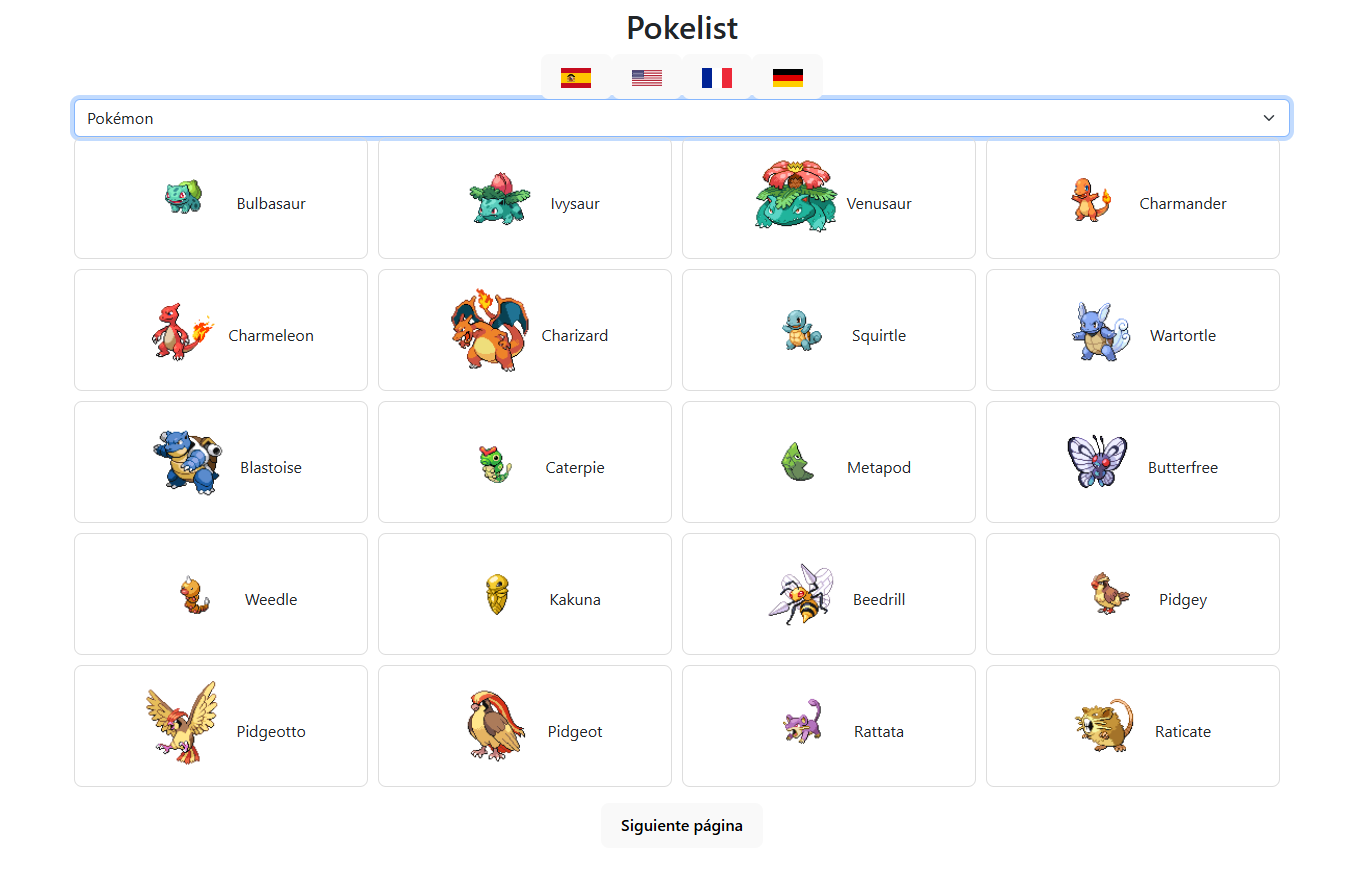 Pokelist
Pokémon
Bulbasaur
Ivysaur
Venusaur
Charmander
Charmeleon
Charizard
Squirtle
Wartortle
Blastoise
Caterpie
Metapod
Butterfree
Weedle
Kakuna
Beedrill
Pidgey
Pidgeotto
Pidgeot
Rattata
Raticate
Siguiente página